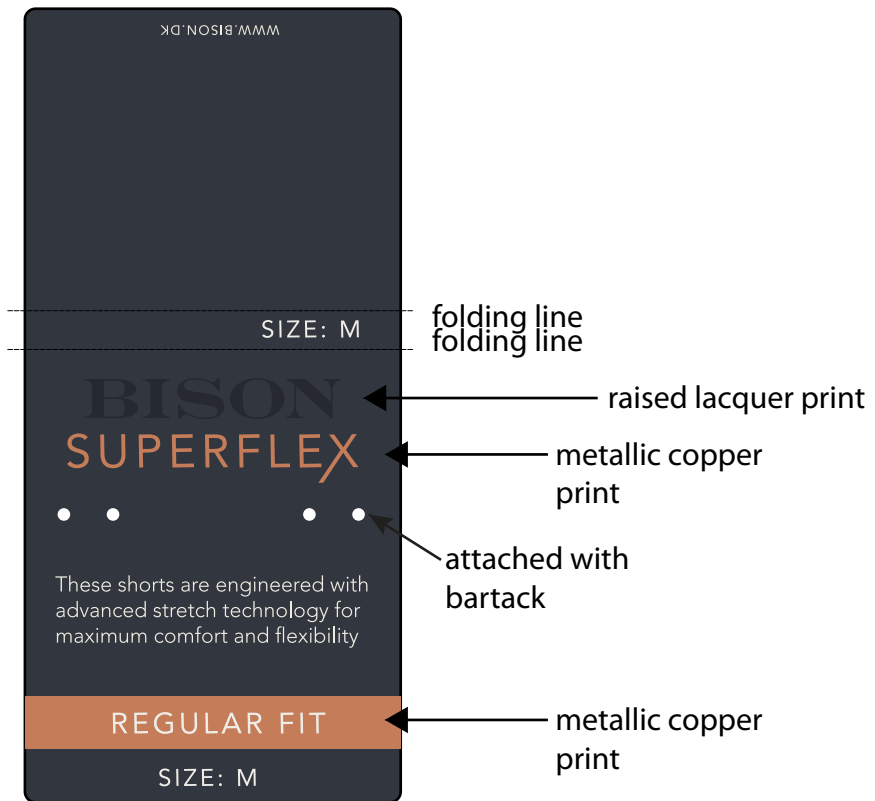 WWW.BISON.DK
folding line
SIZE: M
folding line
BISON
raised lacquer print
SUPERFLEX
metallic copper
print
attached with
bartack
These shorts are engineered with
advanced stretch technology for
maximum comfort and flexibility
REGULAR FIT
metallic copper
print
SIZE: M